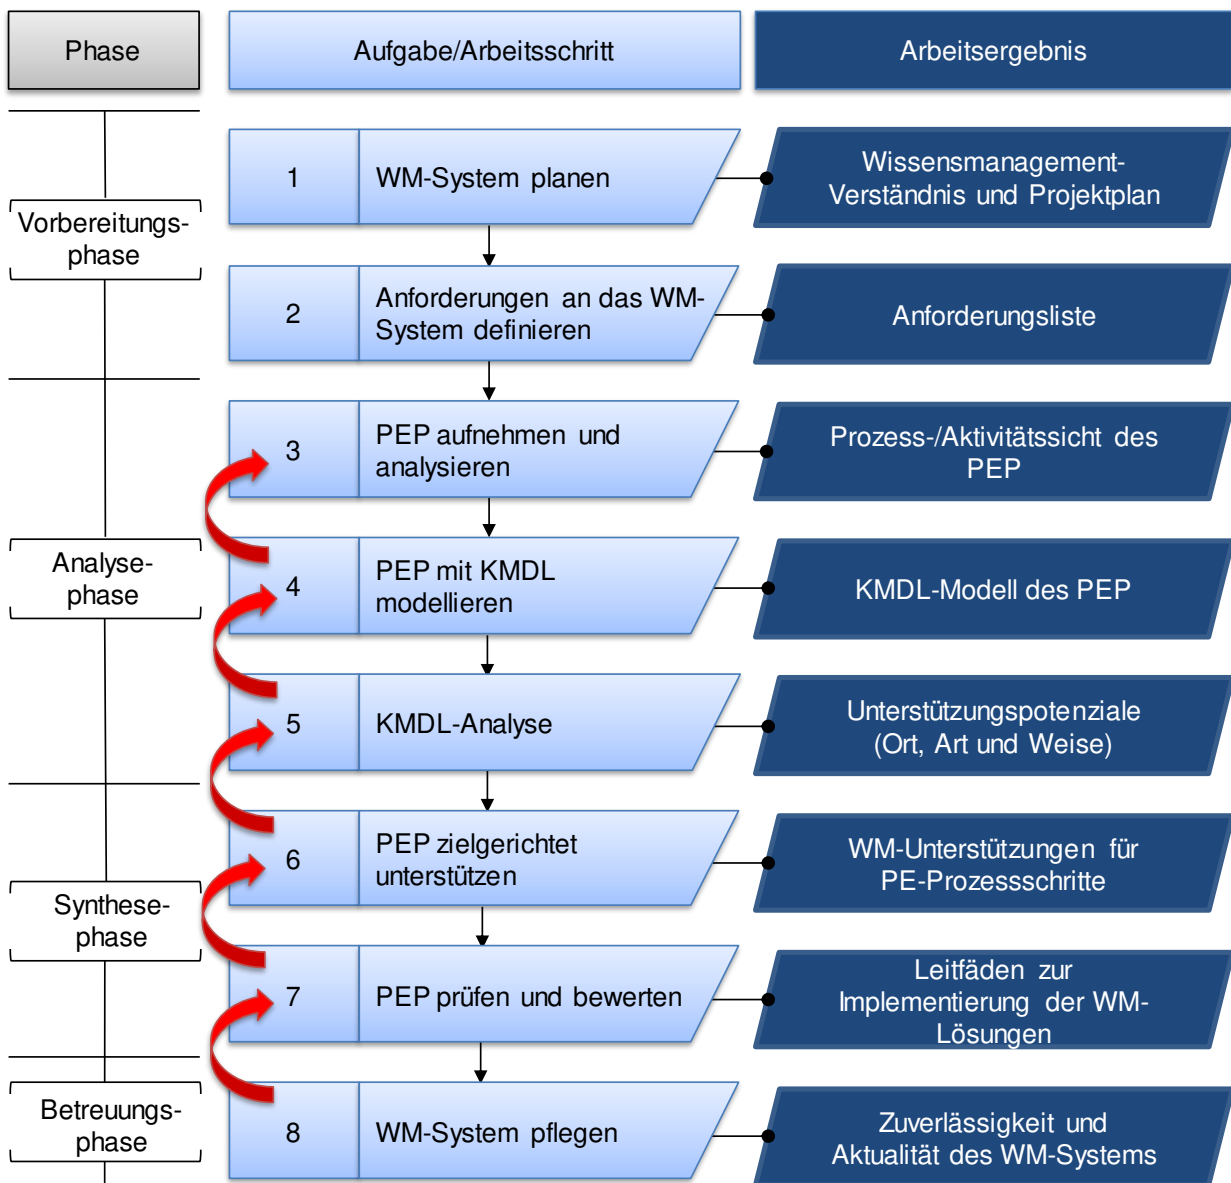 Phase
Aufgabe/Arbeitsschritt
Arbeitsergebnis
Vorbereitungs-
phase
1
WM-System planen
Wissensmanagement-
Verständnis und Projektplan
2
Anforderungen an das WM-
System definieren
Anforderungsliste
Analyse-
phase
3
PEP aufnehmen und
analysieren
Prozess-/Aktivitätssicht des
PEP
4
PEP mit KMDL
modellieren
KMDL-Modell des PEP
5
KMDL-Analyse
Unterstützungspotenziale
(Ort, Art und Weise)
Synthese-
phase
6
PEP zielgerichtet
unterstützen
WM-Unterstützungen für
PE-Prozessschritte
7
PEP prüfen und bewerten
Leitfäden zur
Implementierung der WM-
Lösungen
Betreuungs-
phase
8
WM-System pflegen
Zuverlässigkeit und
Aktualität des WM-Systems